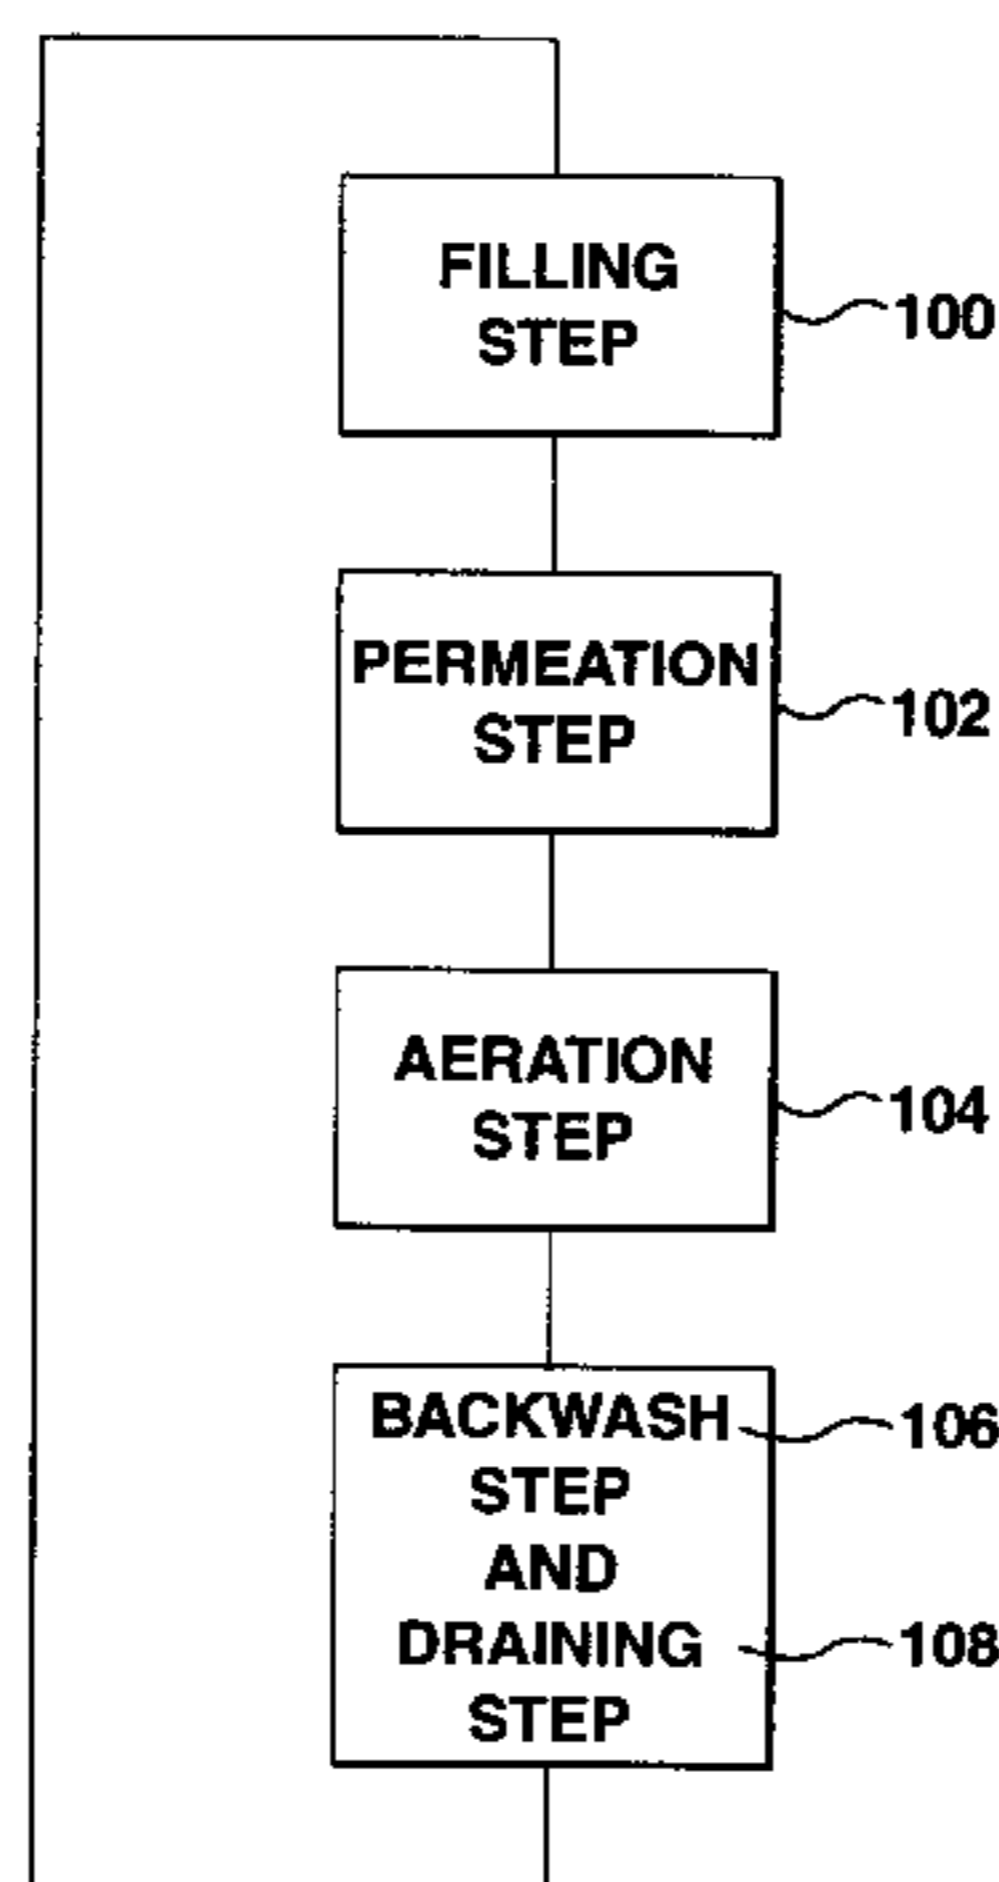 FILLING
STEP
100
PERMEATION
STEP
102
AERATION
STEP
104
BACKWASH
106
STEP
AND
DRAINING
108
STEP